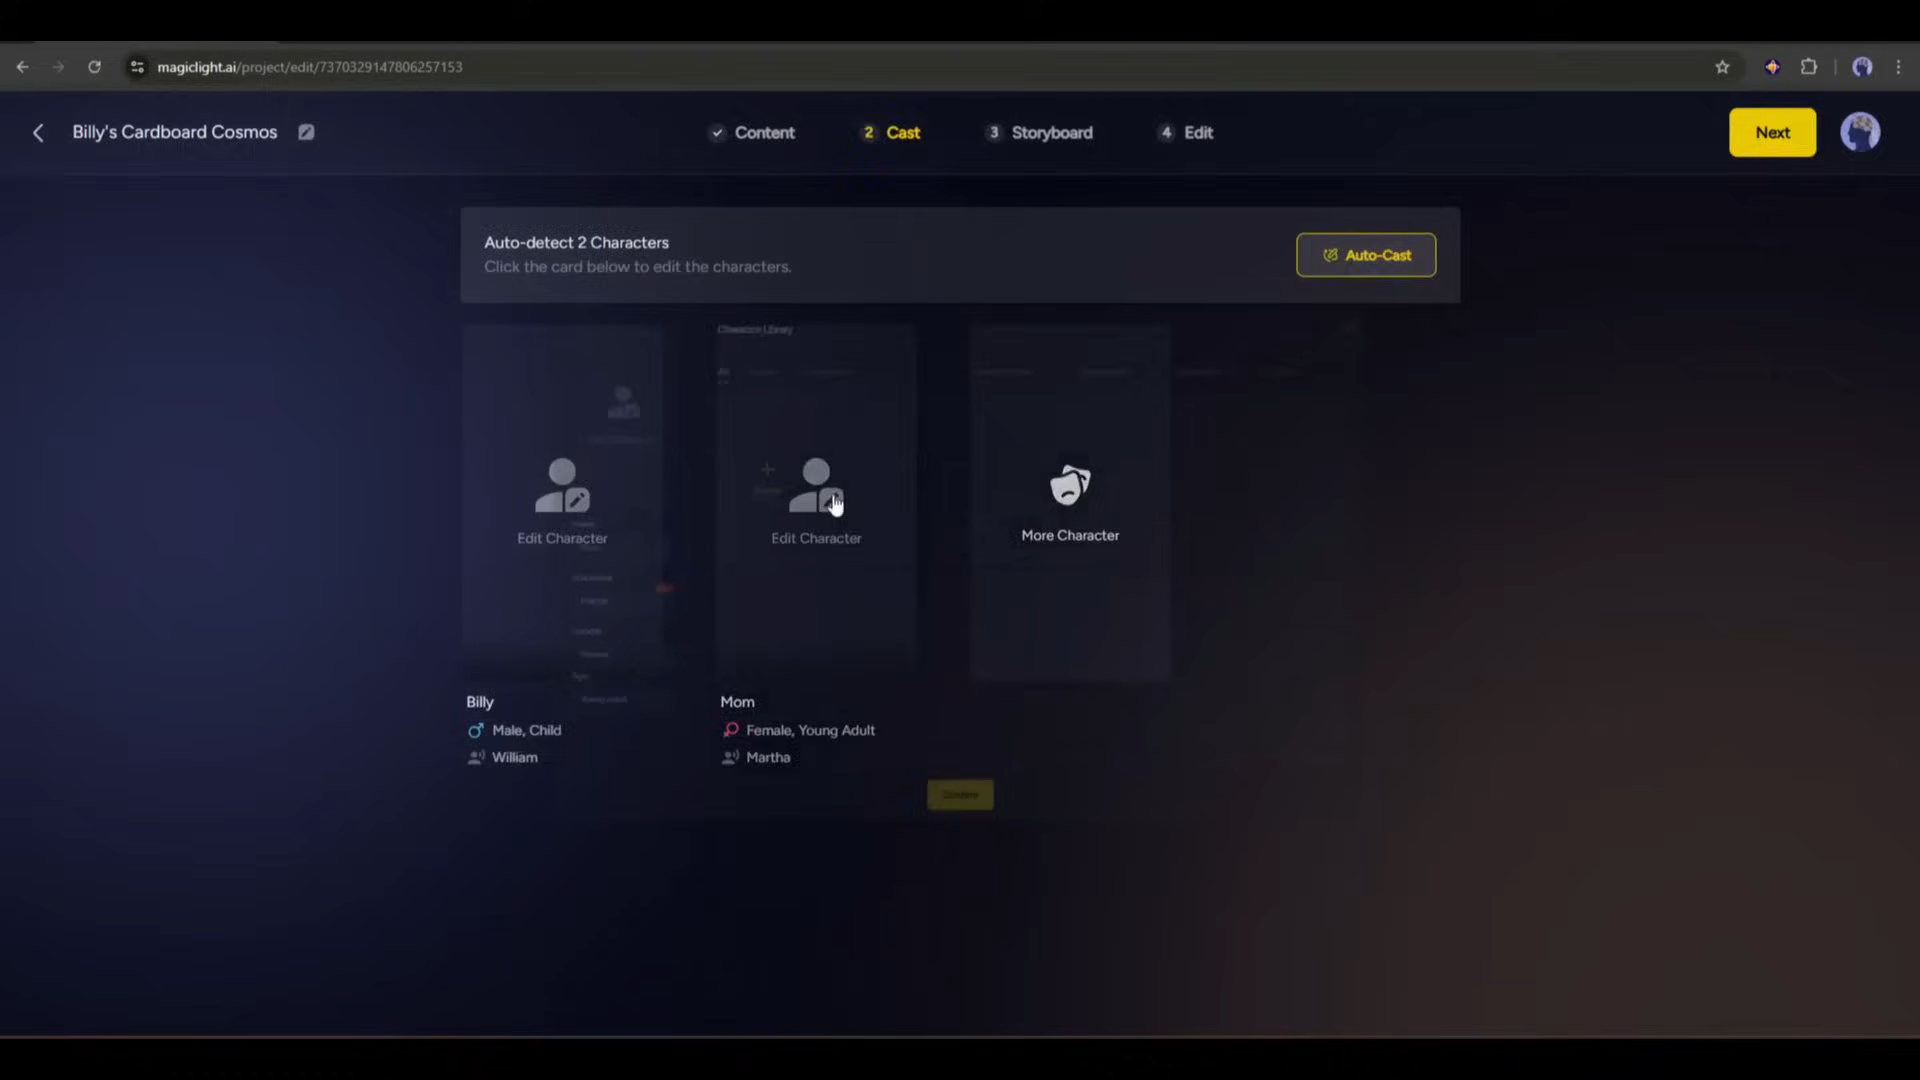 magiclight.ai/project/edit/7370329147806257153
Billy's Cardboard Cosmos
Content
2 Cast
3 Storyboard
4 Edit
Next
Auto-detect 2 Characters
Click the card below to edit the characters.
Auto-Cast
Character Library
Edit Character
Edit Character
More Character
Billy
Male, Child
William
Mom
Female, Young Adult
Martha